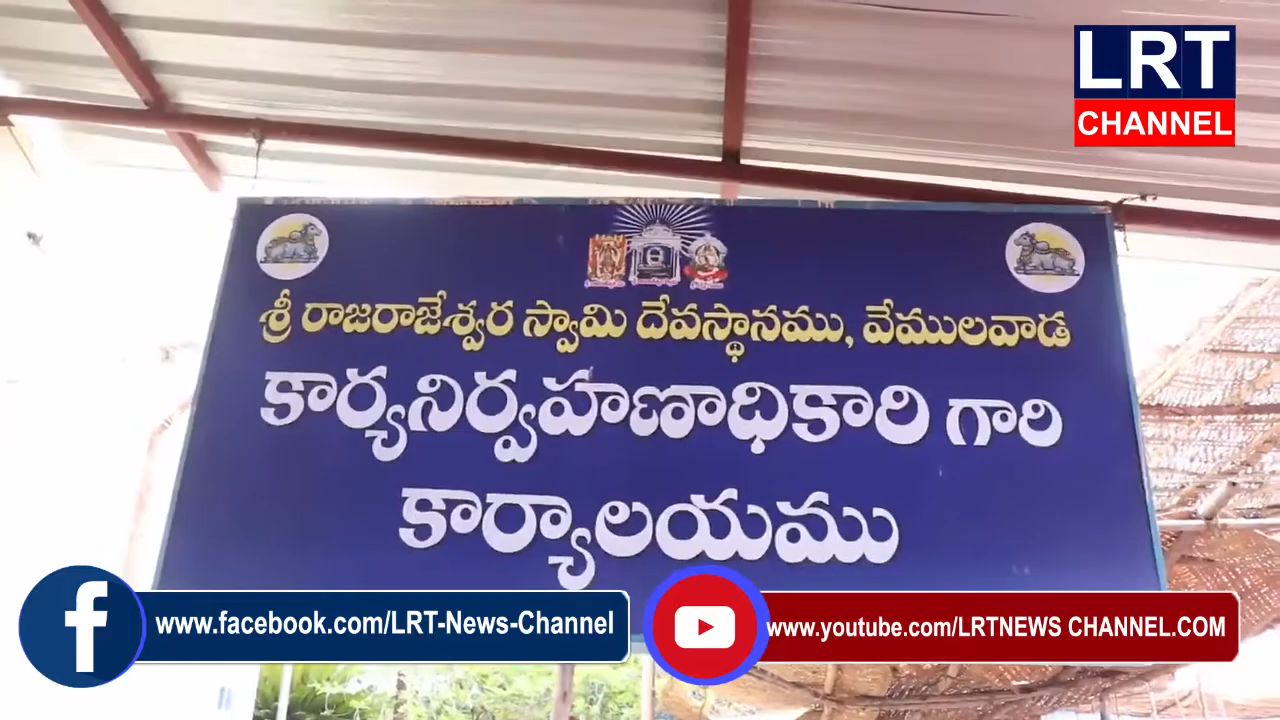 LRT
CHANNEL
శ్రీ రాజరాజేశ్వర స్వామి దేవస్థానము, వేములవాడ
కార్యనిర్వహణాధికారి గారి
కార్యాలయము
www.facebook.com/LRT-News-Channel
www.youtube.com/LRTNEWS CHANNEL.COM